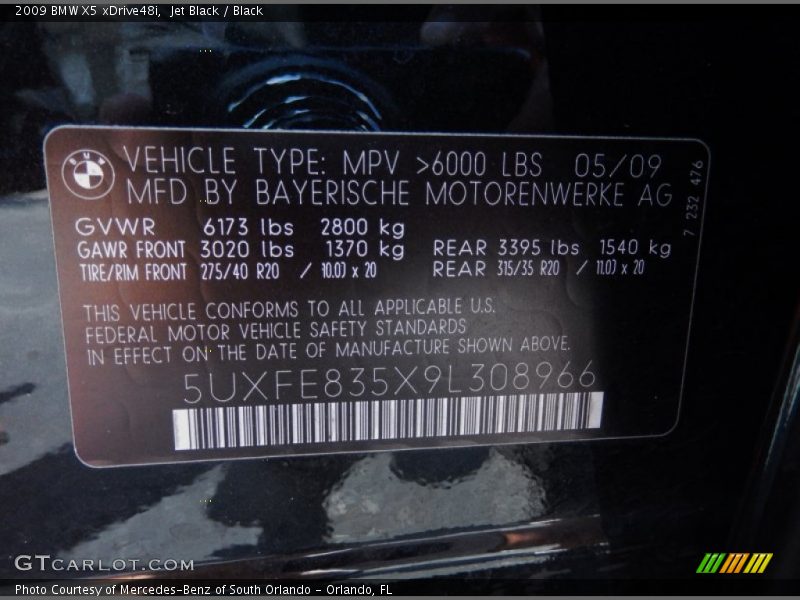 2009 BMW X5 xDrive48i, Jet Black / Black
BMW
VEHICLE TYPE: MPV >6000 LBS 05/09
MFD BY BAYERISCHE MOTORENWERKE AG
7 232 476
GVWR 6173 lbs 2800 kg
GAWR FRONT 3020 lbs 1370 kg REAR 3395 lbs 1540 kg
TIRE/RIM FRONT 275/40 R20 / 10.0J x 20 REAR 315/35 R20 / 11.0J x 20
THIS VEHICLE CONFORMS TO ALL APPLICABLE U.S.
FEDERAL MOTOR VEHICLE SAFETY STANDARDS
IN EFFECT ON THE DATE OF MANUFACTURE SHOWN ABOVE.
5UXFE835X9L308966
GTCARLOT.COM
Photo Courtesy of Mercedes-Benz of South Orlando - Orlando, FL